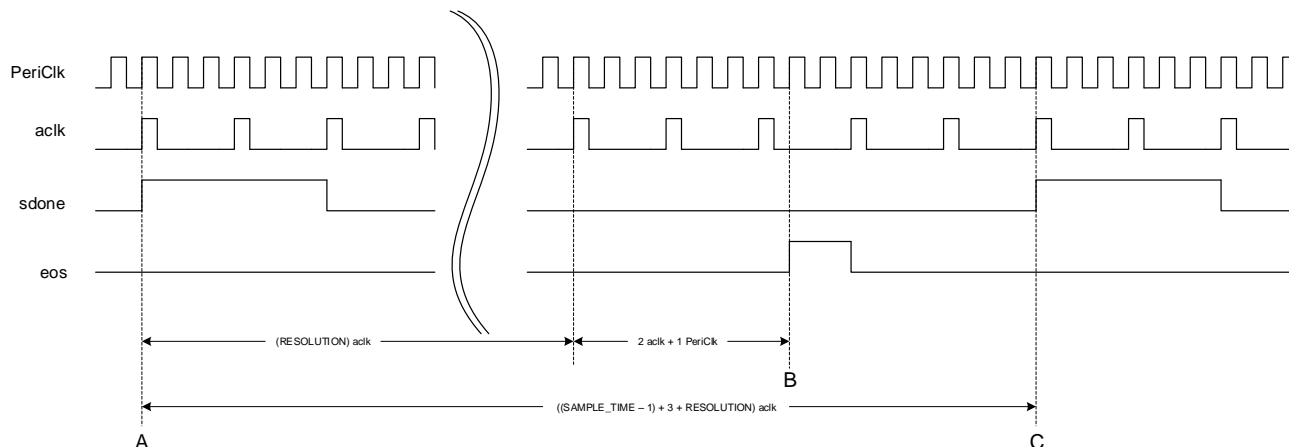 PeriClk
aclk
sdone
eos
(RESOLUTION) aclk
2 aclk + 1 PeriClk
B
((SAMPLE_TIME – 1) + 3 + RESOLUTION) aclk
A
C